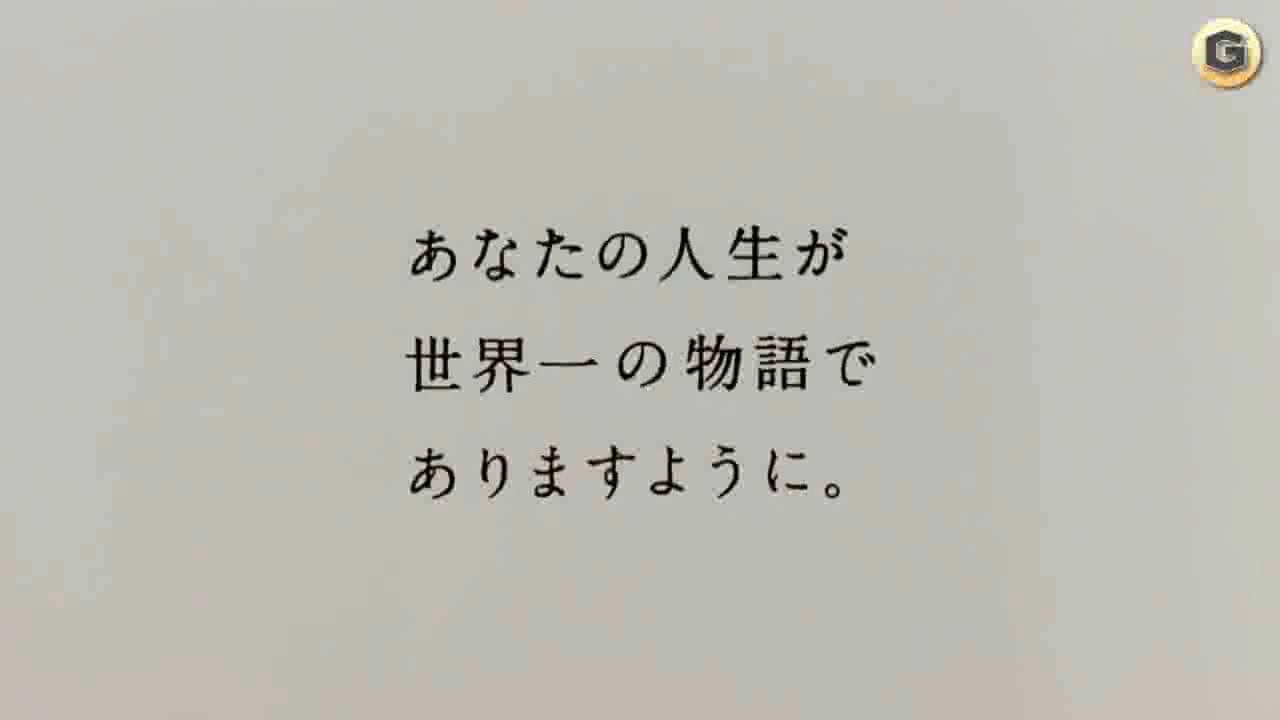 あなたの人生が
世界一の物語で
ありますように。
G